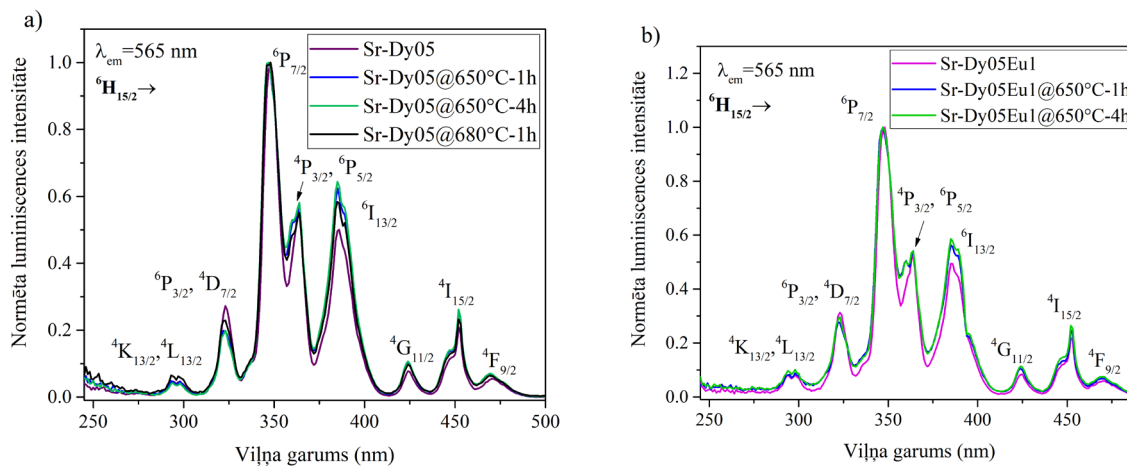 a)
λem=565 nm
⁶H15/2→
⁶P7/2
Sr-Dy05
Sr-Dy05@650°C-1h
Sr-Dy05@650°C-4h
Sr-Dy05@680°C-1h
⁴P3/2, ⁶P5/2
⁶I13/2
⁶P3/2, ⁴D7/2
⁴I15/2
⁴K13/2, ⁴L13/2
⁴G11/2
⁴F9/2
Normēta luminiscences intensitāte
1.0
0.8
0.6
0.4
0.2
0.0
250 300 350 400 450 500
Viļņa garums (nm)
b)
λem=565 nm
⁶H15/2→
⁶P7/2
Sr-Dy05Eu1
Sr-Dy05Eu1@650°C-1h
Sr-Dy05Eu1@650°C-4h
⁴P3/2, ⁶P5/2
⁶I13/2
⁶P3/2, ⁴D7/2
⁴I15/2
⁴K13/2, ⁴L13/2
⁴G11/2
⁴F9/2
Normēta luminiscences intensitāte
1.2
1.0
0.8
0.6
0.4
0.2
0.0
250 300 350 400 450
Viļņa garums (nm)